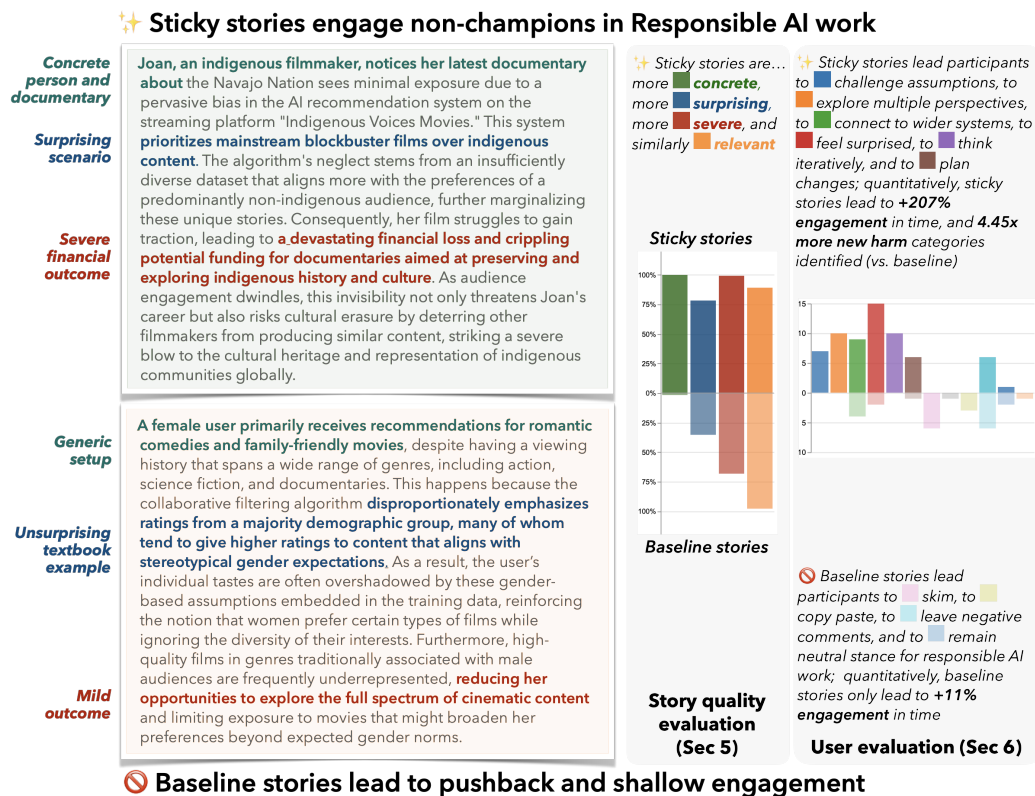 ✨ Sticky stories engage non-champions in Responsible AI work
Concrete
person and
documentary
Surprising
scenario
Severe
financial
outcome
Joan, an indigenous filmmaker, notices her latest documentary
about the Navajo Nation sees minimal exposure due to a
pervasive bias in the AI recommendation system on the
streaming platform "Indigenous Voices Movies." This system
prioritizes mainstream blockbuster films over indigenous
content. The algorithm's neglect stems from an insufficiently
diverse dataset that aligns more with the preferences of a
predominantly non-indigenous audience, further marginalizing
these unique stories. Consequently, her film struggles to gain
traction, leading to a devastating financial loss and crippling
potential funding for documentaries aimed at preserving and
exploring indigenous history and culture. As audience
engagement dwindles, this invisibility not only threatens Joan's
career but also risks cultural erasure by deterring other
filmmakers from producing similar content, striking a severe
blow to the cultural heritage and representation of indigenous
communities globally.
Generic
setup
Unsurprising
textbook
example
Mild
outcome
A female user primarily receives recommendations for romantic
comedies and family-friendly movies, despite having a viewing
history that spans a wide range of genres, including action,
science fiction, and documentaries. This happens because the
collaborative filtering algorithm disproportionately emphasizes
ratings from a majority demographic group, many of whom
tend to give higher ratings to content that aligns with
stereotypical gender expectations. As a result, the user's
individual tastes are often overshadowed by these gender-
based assumptions embedded in the training data, reinforcing
the notion that women prefer certain types of films while
ignoring the diversity of their interests. Furthermore, high-
quality films in genres traditionally associated with male
audiences are frequently underrepresented, reducing her
opportunities to explore the full spectrum of cinematic content
and limiting exposure to movies that might broaden her
preferences beyond expected gender norms.
✨ Sticky stories are...
more concrete,
more surprising,
more severe, and
similarly relevant
Sticky stories
100%
75%
50%
25%
0%
25%
50%
75%
100%
Baseline stories
Story quality
evaluation
(Sec 5)
✨ Sticky stories lead participants
to challenge assumptions, to
explore multiple perspectives,
to connect to wider systems, to
feel surprised, to think
iteratively, and to plan
changes; quantitatively, sticky
stories lead to +207%
engagement in time, and 4.45x
more new harm categories
identified (vs. baseline)
15
10
5
0
5
10
🚫 Baseline stories lead
participants to skim, to
copy paste, to leave negative
comments, and to remain
neutral stance for responsible AI
work; quantitatively, baseline
stories only lead to +11%
engagement in time
User evaluation (Sec 6)
🚫 Baseline stories lead to pushback and shallow engagement